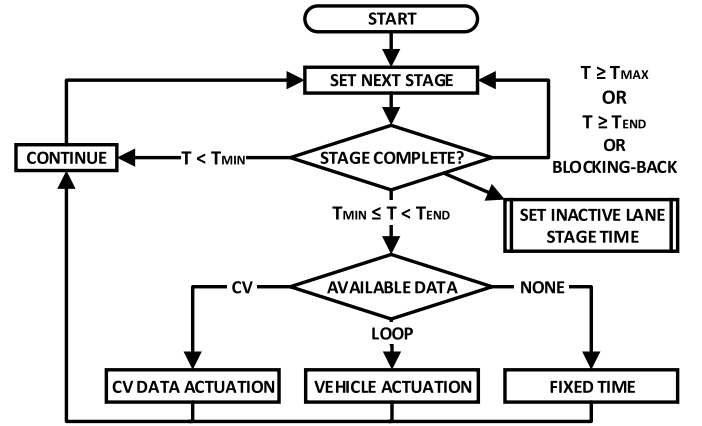 START
SET NEXT STAGE
T ≥ TMAX
OR
T ≥ TEND
OR
BLOCKING-BACK
CONTINUE
T < TMIN
STAGE COMPLETE?
TMIN ≤ T < TEND
SET INACTIVE LANE
STAGE TIME
CV
AVAILABLE DATA
NONE
LOOP
CV DATA ACTUATION
VEHICLE ACTUATION
FIXED TIME